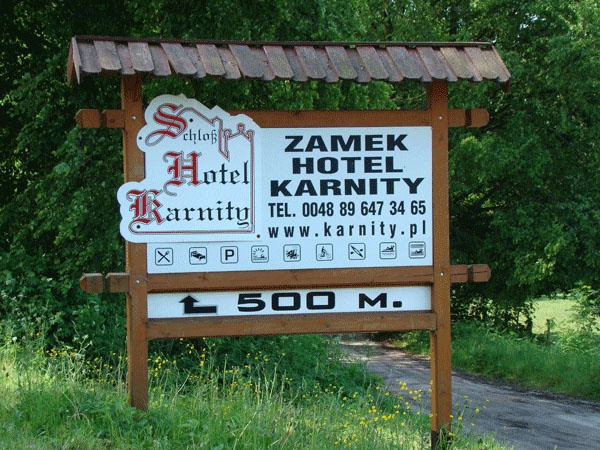 Schloß
Hotel
Karnity
ZAMEK
HOTEL
KARNITY
TEL. 0048 89 647 34 65
www.karnity.pl
P
500 M.